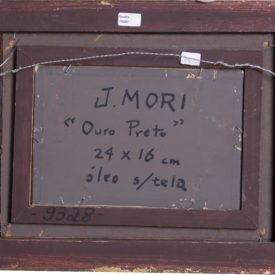 J. MORI
"Ouro Preto"
24 x 16 cm
óleo s/tela
- 9328 -